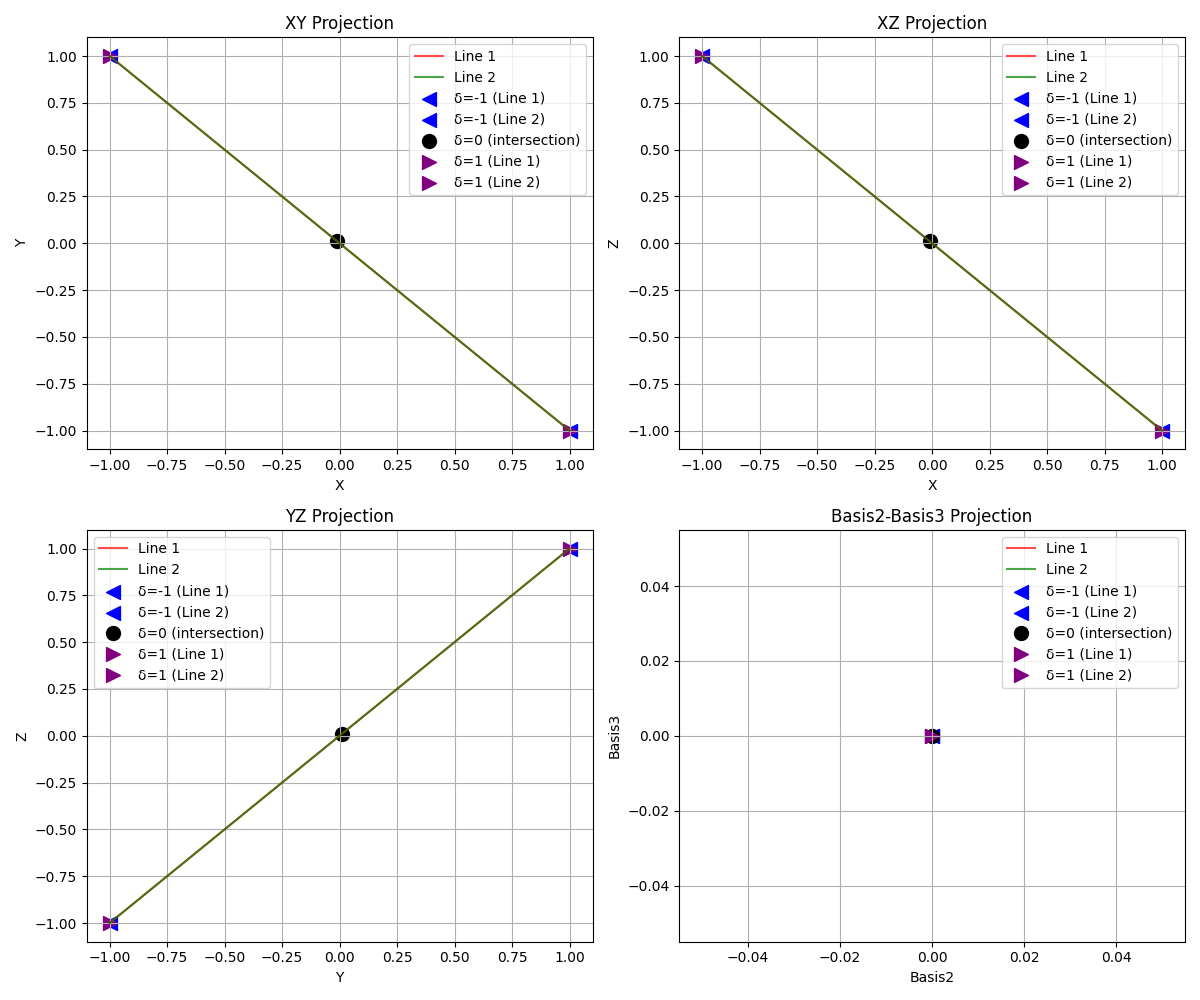 XY Projection
1.00
0.75
0.50
0.25
0.00
−0.25
−0.50
−0.75
−1.00
Y
Line 1
Line 2
δ=-1 (Line 1)
δ=-1 (Line 2)
δ=0 (intersection)
δ=1 (Line 1)
δ=1 (Line 2)
−1.00 −0.75 −0.50 −0.25 0.00 0.25 0.50 0.75 1.00
X
XZ Projection
1.00
0.75
0.50
0.25
0.00
−0.25
−0.50
−0.75
−1.00
Z
Line 1
Line 2
δ=-1 (Line 1)
δ=-1 (Line 2)
δ=0 (intersection)
δ=1 (Line 1)
δ=1 (Line 2)
−1.00 −0.75 −0.50 −0.25 0.00 0.25 0.50 0.75 1.00
X
YZ Projection
1.00
0.75
0.50
0.25
0.00
−0.25
−0.50
−0.75
−1.00
Z
Line 1
Line 2
δ=-1 (Line 1)
δ=-1 (Line 2)
δ=0 (intersection)
δ=1 (Line 1)
δ=1 (Line 2)
−1.00 −0.75 −0.50 −0.25 0.00 0.25 0.50 0.75 1.00
Y
Basis2-Basis3 Projection
0.04
0.02
0.00
−0.02
−0.04
Basis3
Line 1
Line 2
δ=-1 (Line 1)
δ=-1 (Line 2)
δ=0 (intersection)
δ=1 (Line 1)
δ=1 (Line 2)
−0.04 −0.02 0.00 0.02 0.04
Basis2